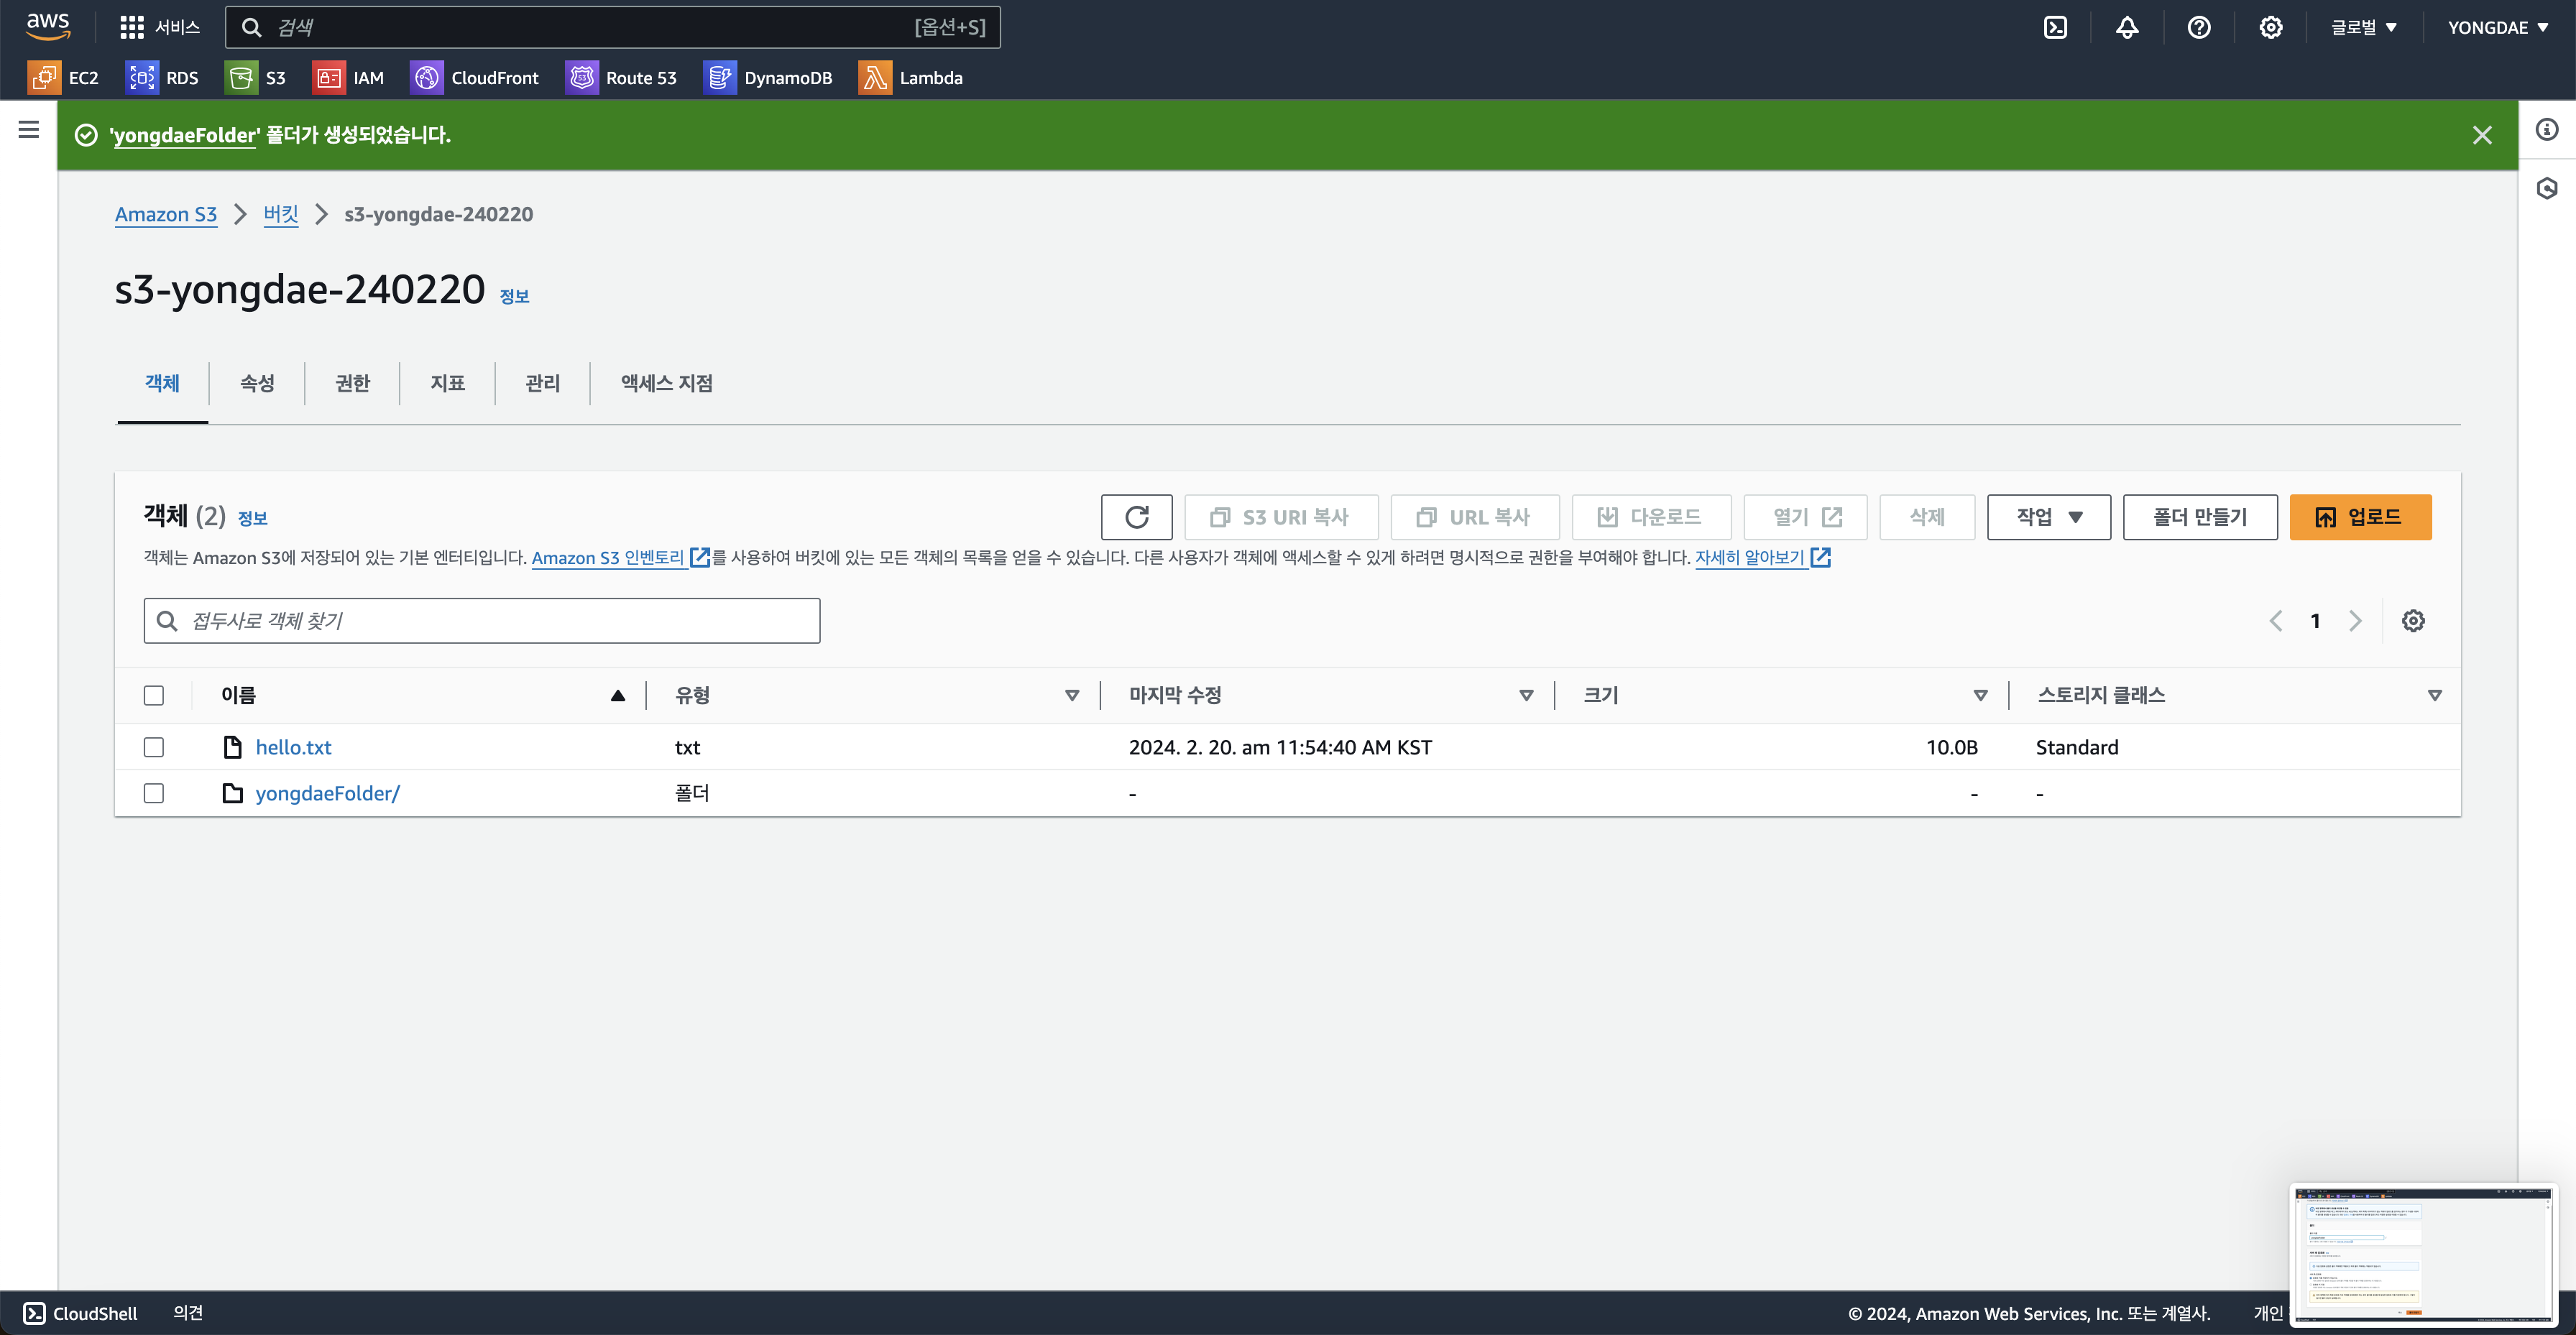 aws 서비스 검색 [옵션+S] 글로벌 YONGDAE
EC2 RDS S3 IAM CloudFront Route 53 DynamoDB Lambda
'yongdaeFolder' 폴더가 생성되었습니다.
Amazon S3 버킷 s3-yongdae-240220
s3-yongdae-240220 정보
객체 속성 권한 지표 관리 액세스 지점
객체 (2) 정보 S3 URI 복사 URL 복사 다운로드 열기 삭제 작업 폴더 만들기 업로드
객체는 Amazon S3에 저장되어 있는 기본 엔터티입니다. Amazon S3 인벤토리를 사용하여 버킷에 있는 모든 객체의 목록을 얻을 수 있습니다. 다른 사용자가 객체에 액세스할 수 있게 하려면 명시적으로 권한을 부여해야 합니다. 자세히 알아보기
접두사로 객체 찾기 1
이름 유형 마지막 수정 크기 스토리지 클래스
hello.txt txt 2024. 2. 20. am 11:54:40 AM KST 10.0B Standard
yongdaeFolder/ 폴더 - - -
CloudShell 의견 © 2024, Amazon Web Services, Inc. 또는 계열사. 개인